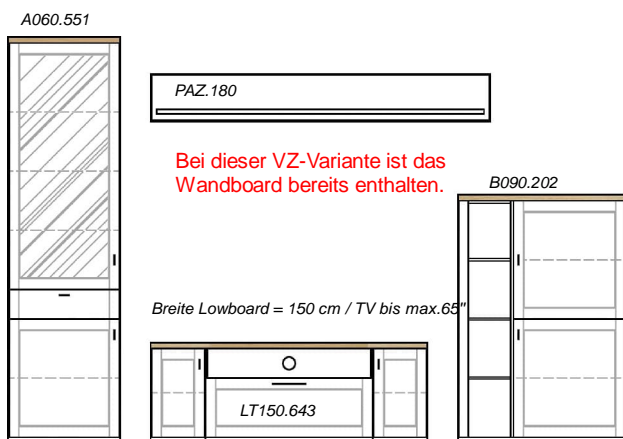 A060.551
PAZ.180
Bei dieser VZ-Variante ist das
Wandboard bereits enthalten.
B090.202
Breite Lowboard = 150 cm / TV bis max.65"
LT150.643